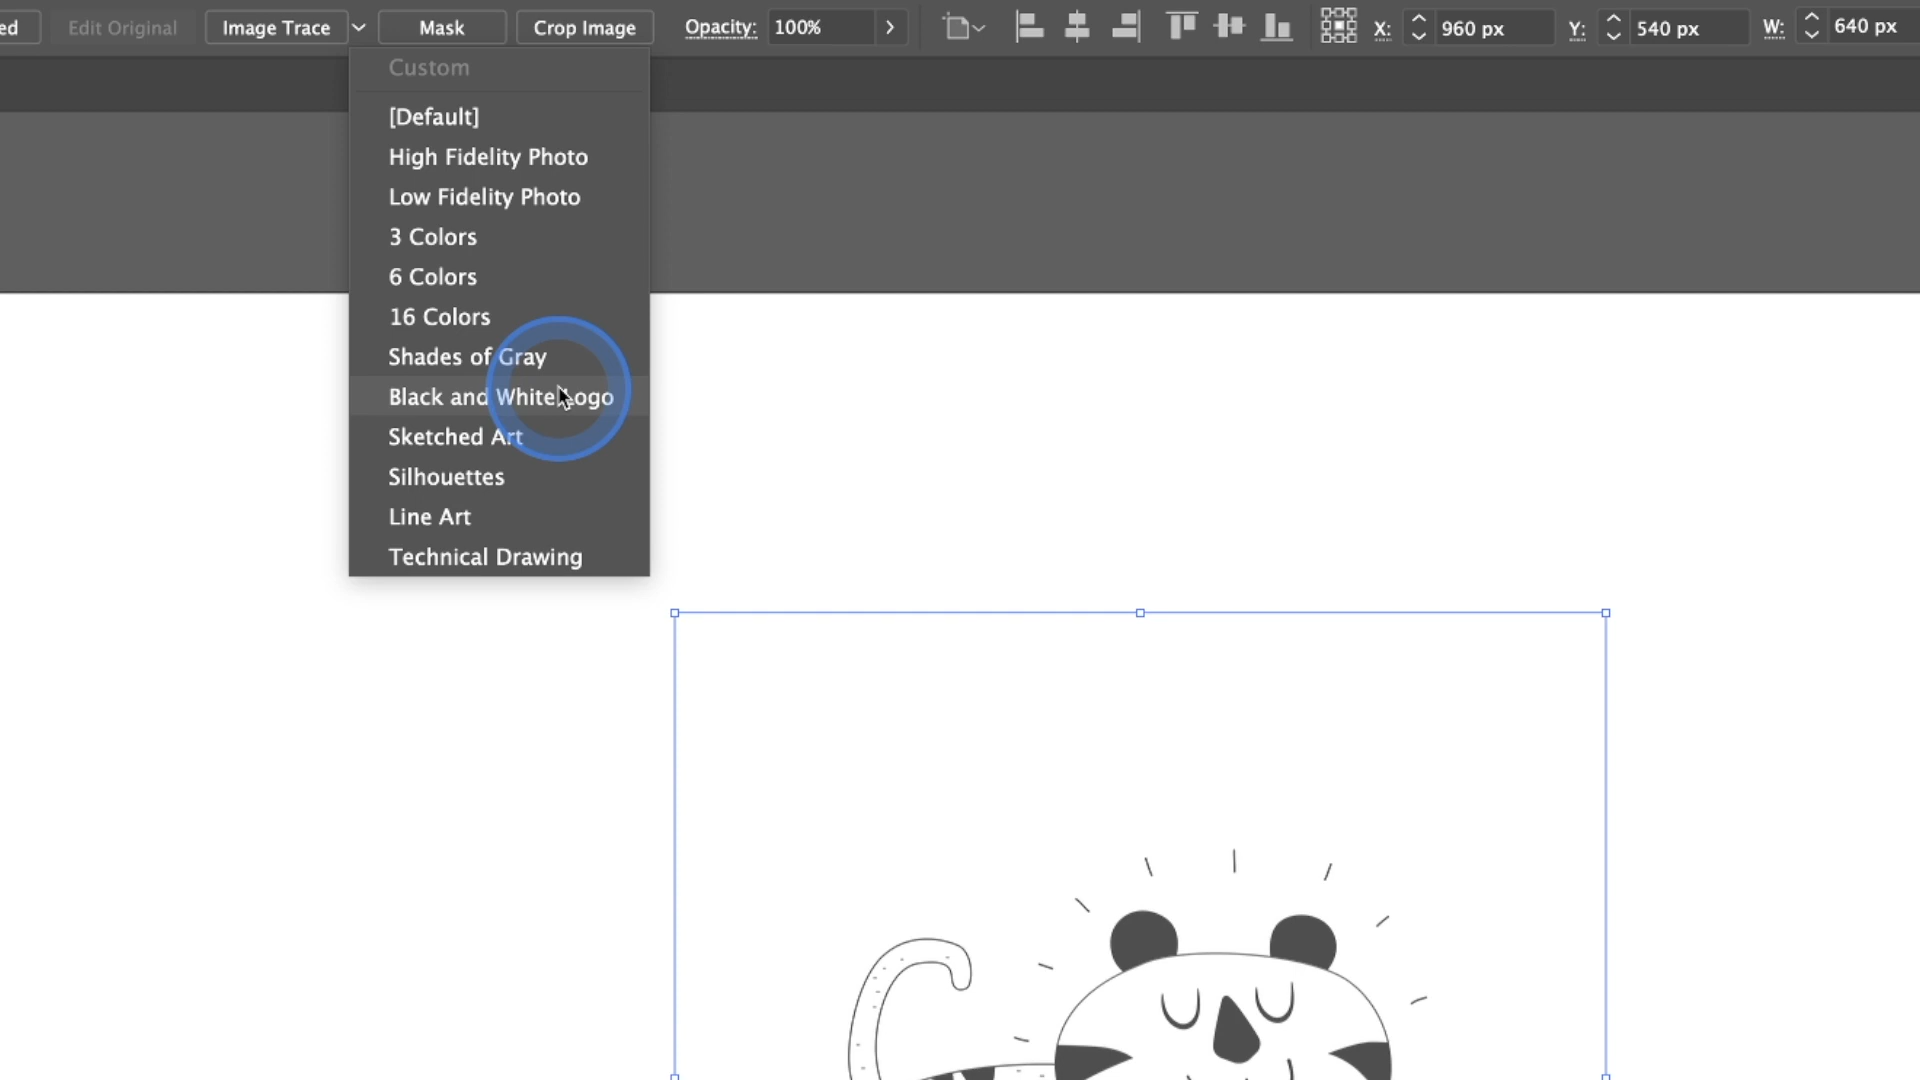 ed Edit Original Image Trace Mask Crop Image Opacity: 100% X: 960 px Y: 540 px W: 640 px
Custom
[Default]
High Fidelity Photo
Low Fidelity Photo
3 Colors
6 Colors
16 Colors
Shades of Gray
Black and White Logo
Sketched Art
Silhouettes
Line Art
Technical Drawing